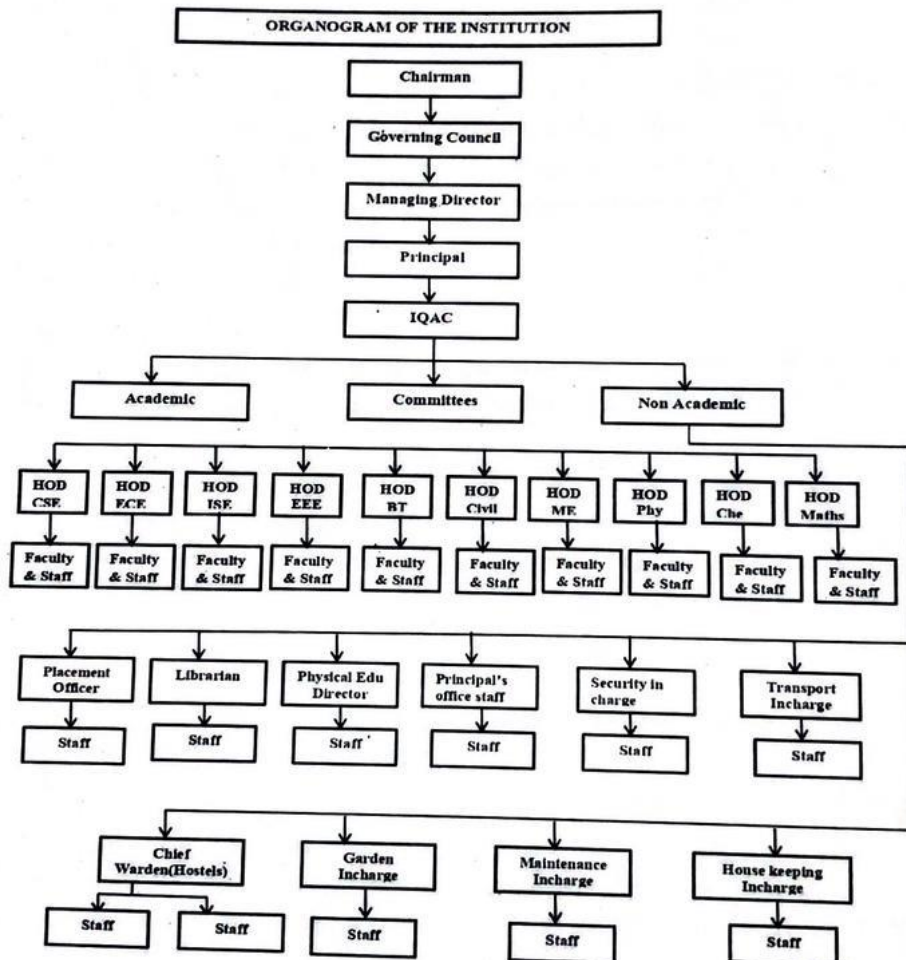 ORGANOGRAM OF THE INSTITUTION
Chairman
Governing Council
Managing Director
Principal
IQAC
Academic
Committees
Non Academic
HOD
CSE
HOD
ECE
HOD
ISE
HOD
EEE
HOD
BT
HOD
Civil
HOD
ME
HOD
Phy
HOD
Che
HOD
Maths
Faculty
& Staff
Faculty
& Staff
Faculty
& Staff
Faculty
& Staff
Faculty
& Staff
Faculty
& Staff
Faculty
& Staff
Faculty
& Staff
Faculty
& Staff
Faculty
& Staff
Placement
Officer
Librarian
Physical Edu
Director
Principal's
office staff
Security in
charge
Transport
Incharge
Staff
Staff
Staff
Staff
Staff
Staff
Chief
Warden(Hostels)
Garden
Incharge
Maintenance
Incharge
House keeping
Incharge
Staff
Staff
Staff
Staff
Staff